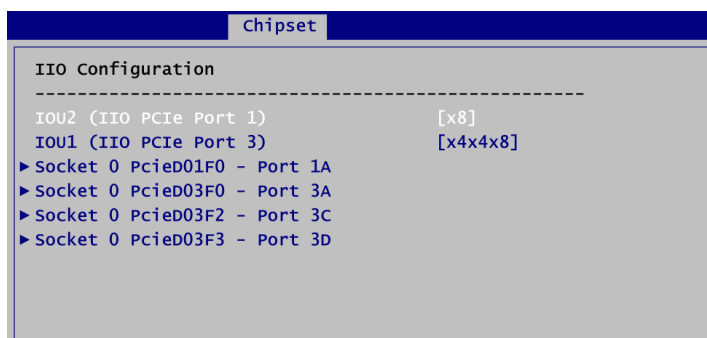 Chipset
IIO Configuration
----------------------------------------------------
IOU2 (IIO PCIe Port 1) [x8]
IOU1 (IIO PCIe Port 3) [x4x4x8]
►Socket 0 PcieD01F0 - Port 1A
►Socket 0 PcieD03F0 - Port 3A
►Socket 0 PcieD03F2 - Port 3C
►Socket 0 PcieD03F3 - Port 3D